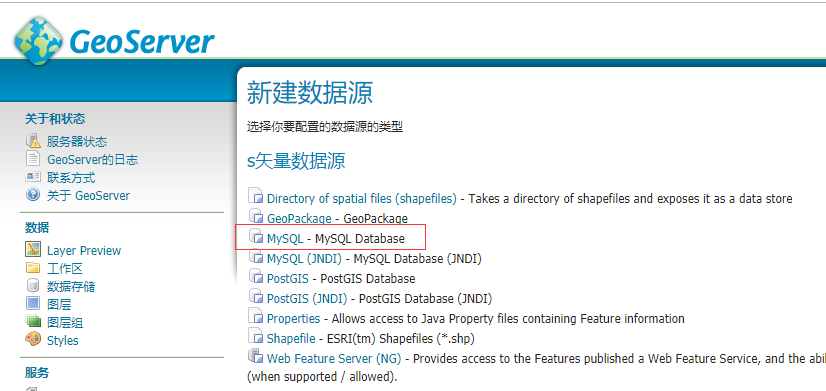 GeoServer
关于和状态
服务器状态
GeoServer的日志
联系方式
关于 GeoServer
数据
Layer Preview
工作区
数据存储
图层
图层组
Styles
服务
新建数据源
选择你要配置的数据源的类型
s矢量数据源
Directory of spatial files (shapefiles) - Takes a directory of shapefiles and exposes it as a data store
GeoPackage - GeoPackage
MySQL - MySQL Database
MySQL (JNDI) - MySQL Database (JNDI)
PostGIS - PostGIS Database
PostGIS (JNDI) - PostGIS Database (JNDI)
Properties - Allows access to Java Property files containing Feature information
Shapefile - ESRI(tm) Shapefiles (*.shp)
Web Feature Server (NG) - Provides access to the Features published a Web Feature Service, and the abi
(when supported / allowed).